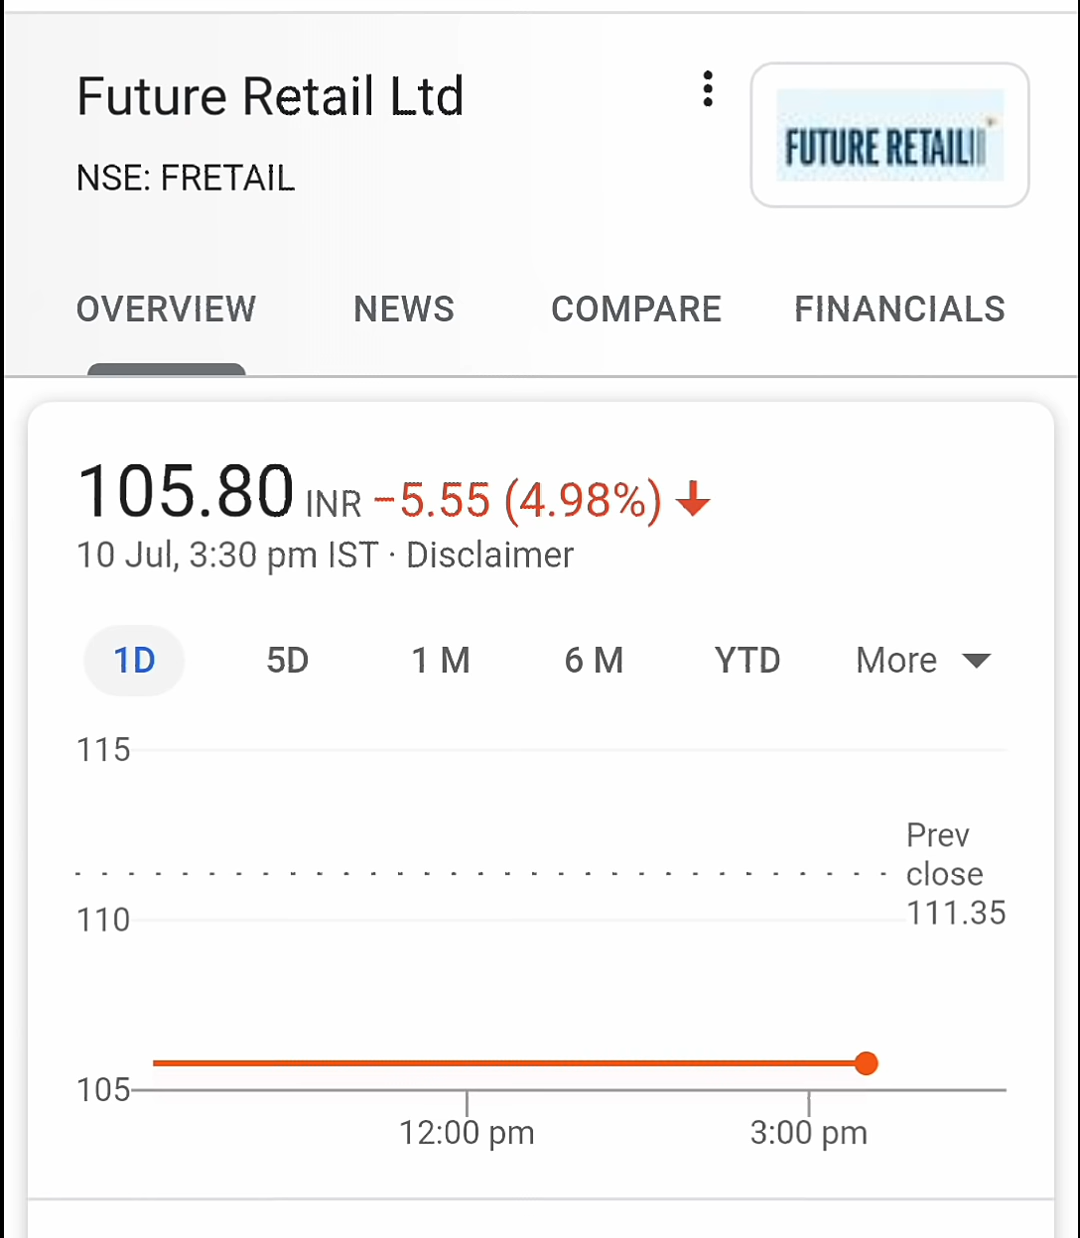 Future Retail Ltd
NSE: FRETAIL
FUTURE RETAIL
OVERVIEW NEWS COMPARE FINANCIALS
105.80 INR −5.55 (4.98%)
10 Jul, 3:30 pm IST · Disclaimer
1D 5D 1 M 6 M YTD More
115
Prev
close
111.35
110
105
12:00 pm 3:00 pm